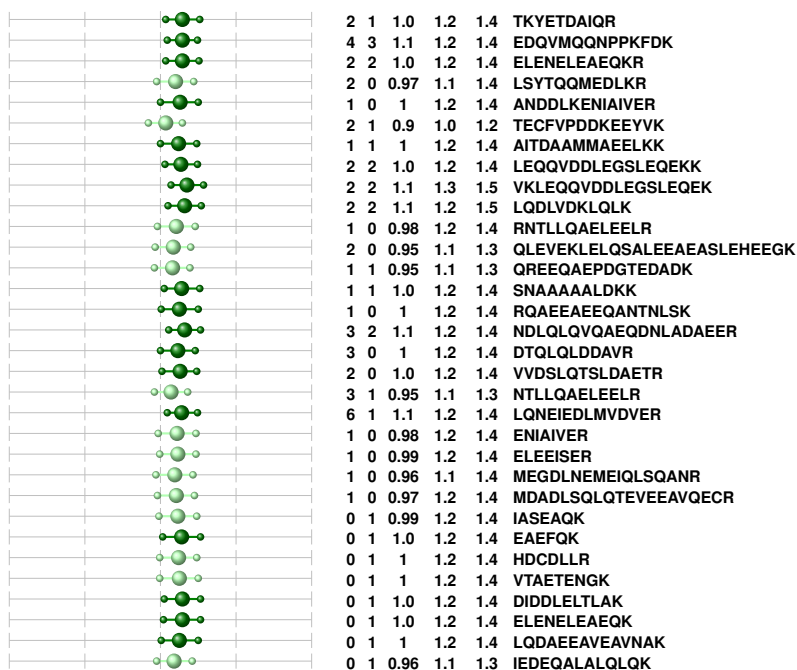 2 1 1.0 1.2 1.4 TKYETDAIQR
4 3 1.1 1.2 1.4 EDQVMQQNPPKFDK
2 2 1.0 1.2 1.4 ELENELEAEQKR
2 0 0.97 1.1 1.4 LSYTQQMEDLKR
1 0 1 1.2 1.4 ANDDLKENIAIVER
2 1 0.9 1.0 1.2 TECFVPDDKEEYVK
1 1 1 1.2 1.4 AITDAAMMAEELKK
2 2 1.0 1.2 1.4 LEQQVDDLEGSLEQEKK
2 2 1.1 1.3 1.5 VKLEQQVDDLEGSLEQEK
2 2 1.1 1.2 1.5 LQDLVDKLQLK
1 0 0.98 1.2 1.4 RNTLLQAELEELR
2 0 0.95 1.1 1.3 QLEVEKLELQSALEEAEASLEHEEGK
1 1 0.95 1.1 1.3 QREEQAEPDGTEDADK
1 1 1.0 1.2 1.4 SNAAAAALDKK
1 0 1 1.2 1.4 RQAEEAEEQANTNLSK
3 2 1.1 1.2 1.4 NDLQLQVQAEQDNLADAEER
3 0 1 1.2 1.4 DTQLQLDDAVR
2 0 1.0 1.2 1.4 VVDSLQTSLDAETR
3 1 0.95 1.1 1.3 NTLLQAELEELR
6 1 1.1 1.2 1.4 LQNEIEDLMVDVER
1 0 0.98 1.2 1.4 ENIAIVER
1 0 0.99 1.2 1.4 ELEEISER
1 0 0.96 1.1 1.4 MEGDLNEMEIQLSQANR
1 0 0.97 1.2 1.4 MDADLSQLQTEVEEAVQECR
0 1 0.99 1.2 1.4 IASEAQK
0 1 1.0 1.2 1.4 EAEFQK
0 1 1 1.2 1.4 HDCDLLR
0 1 1 1.2 1.4 VTAETENGK
0 1 1.0 1.2 1.4 DIDDLELTLAK
0 1 1.0 1.2 1.4 ELENELEAEQK
0 1 1 1.2 1.4 LQDAEEAVEAVNAK
0 1 0.96 1.1 1.3 IEDEQALALQLQK